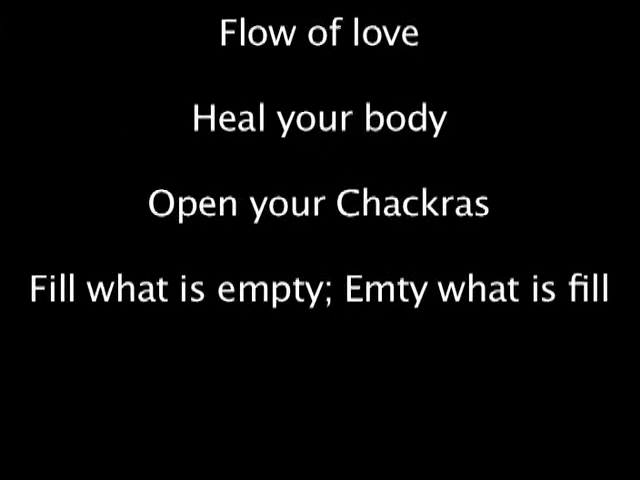 Flow of love
Heal your body
Open your Chackras
Fill what is empty; Emty what is fill